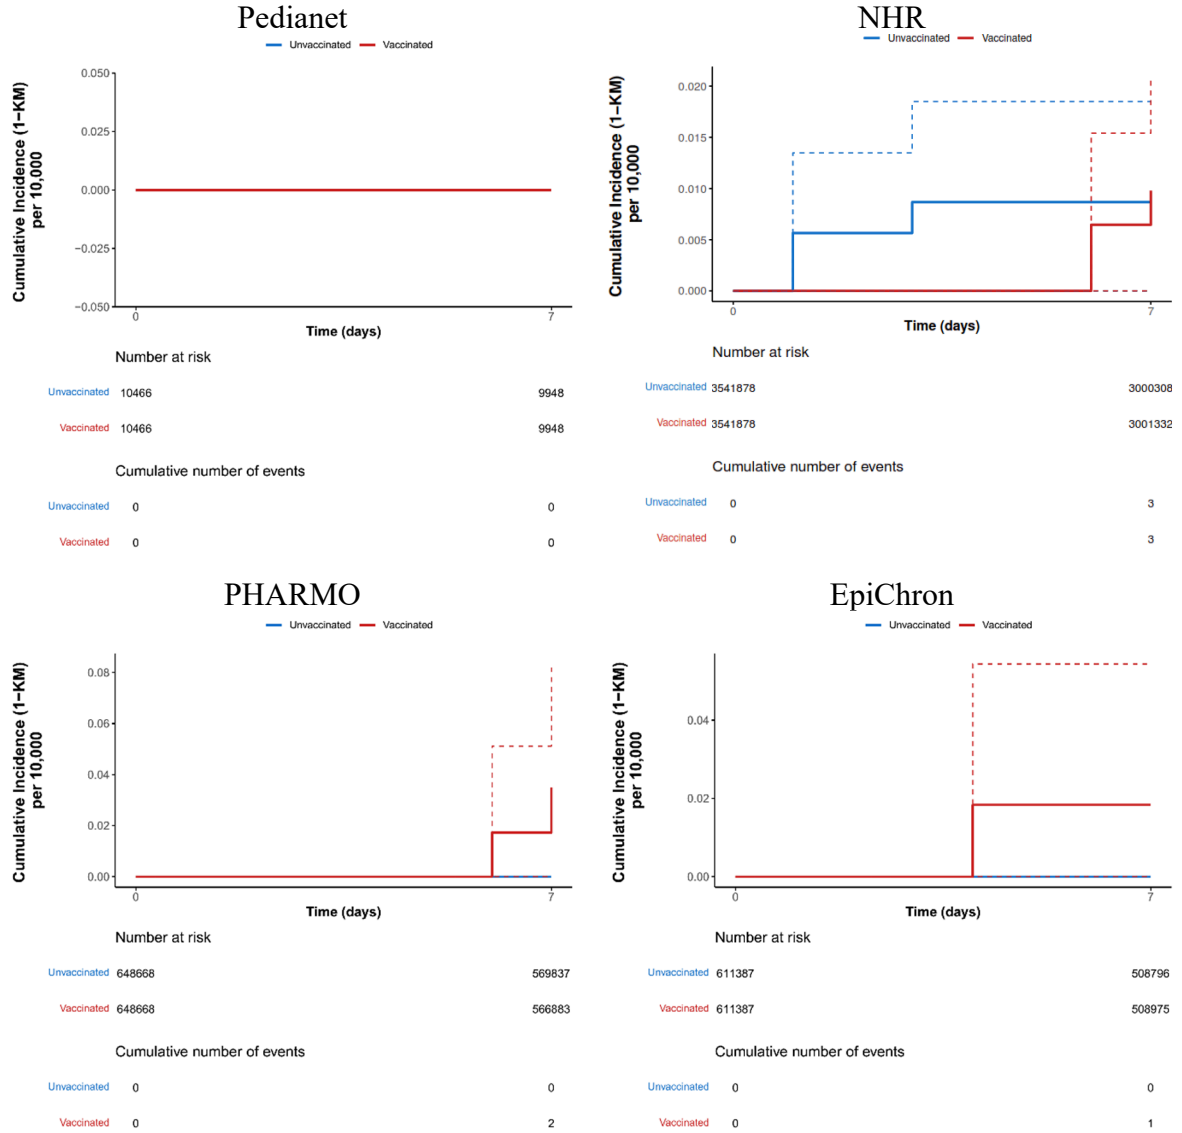 Pedianet
Unvaccinated Vaccinated
Cumulative Incidence (1−KM)
per 10,000
0.050
0.025
0.000
−0.025
−0.050
0 7
Time (days)
Number at risk
Unvaccinated 10466 9948
Vaccinated 10466 9948
Cumulative number of events
Unvaccinated 0 0
Vaccinated 0 0
NHR
Unvaccinated Vaccinated
Cumulative Incidence (1−KM)
per 10,000
0.020
0.015
0.010
0.005
0.000
0 7
Time (days)
Number at risk
Unvaccinated 3541878 3000308
Vaccinated 3541878 3001332
Cumulative number of events
Unvaccinated 0 3
Vaccinated 0 3
PHARMO
Unvaccinated Vaccinated
Cumulative Incidence (1−KM)
per 10,000
0.08
0.06
0.04
0.02
0.00
0 7
Time (days)
Number at risk
Unvaccinated 648668 569837
Vaccinated 648668 566883
Cumulative number of events
Unvaccinated 0 0
Vaccinated 0 2
EpiChron
Unvaccinated Vaccinated
Cumulative Incidence (1−KM)
per 10,000
0.04
0.02
0.00
0 7
Time (days)
Number at risk
Unvaccinated 611387 508796
Vaccinated 611387 508975
Cumulative number of events
Unvaccinated 0 0
Vaccinated 0 1